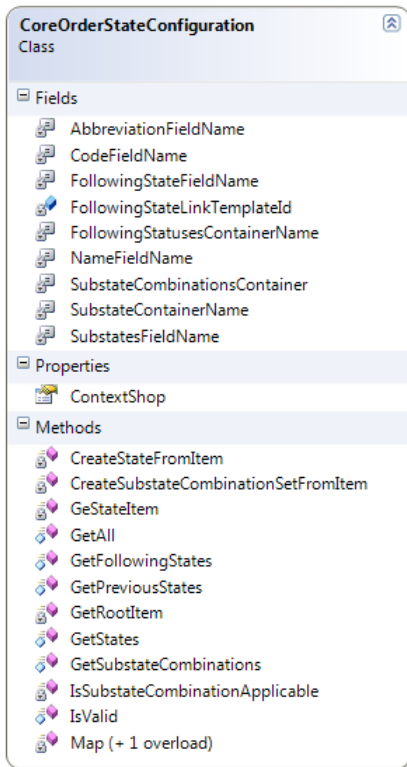 CoreOrderStateConfiguration
Class
Fields
AbbreviationFieldName
CodeFieldName
FollowingStateFieldName
FollowingStateLinkTemplateId
FollowingStatusesContainerName
NameFieldName
SubstateCombinationsContainer
SubstateContainerName
SubstatesFieldName
Properties
ContextShop
Methods
CreateStateFromItem
CreateSubstateCombinationSetFromItem
GeStateItem
GetAll
GetFollowingStates
GetPreviousStates
GetRootItem
GetStates
GetSubstateCombinations
IsSubstateCombinationApplicable
IsValid
Map (+ 1 overload)